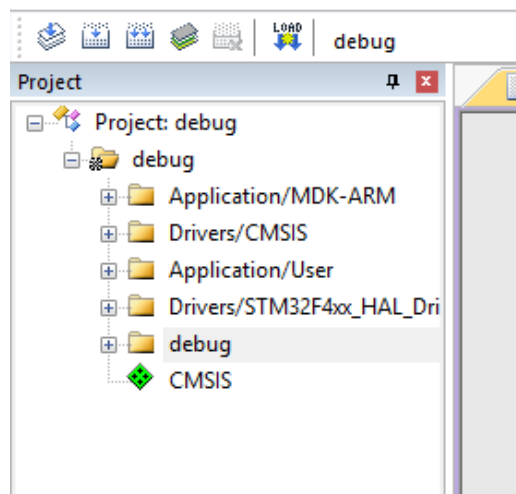 LOAD
debug
Project
Project: debug
debug
Application/MDK-ARM
Drivers/CMSIS
Application/User
Drivers/STM32F4xx_HAL_Dri
debug
CMSIS